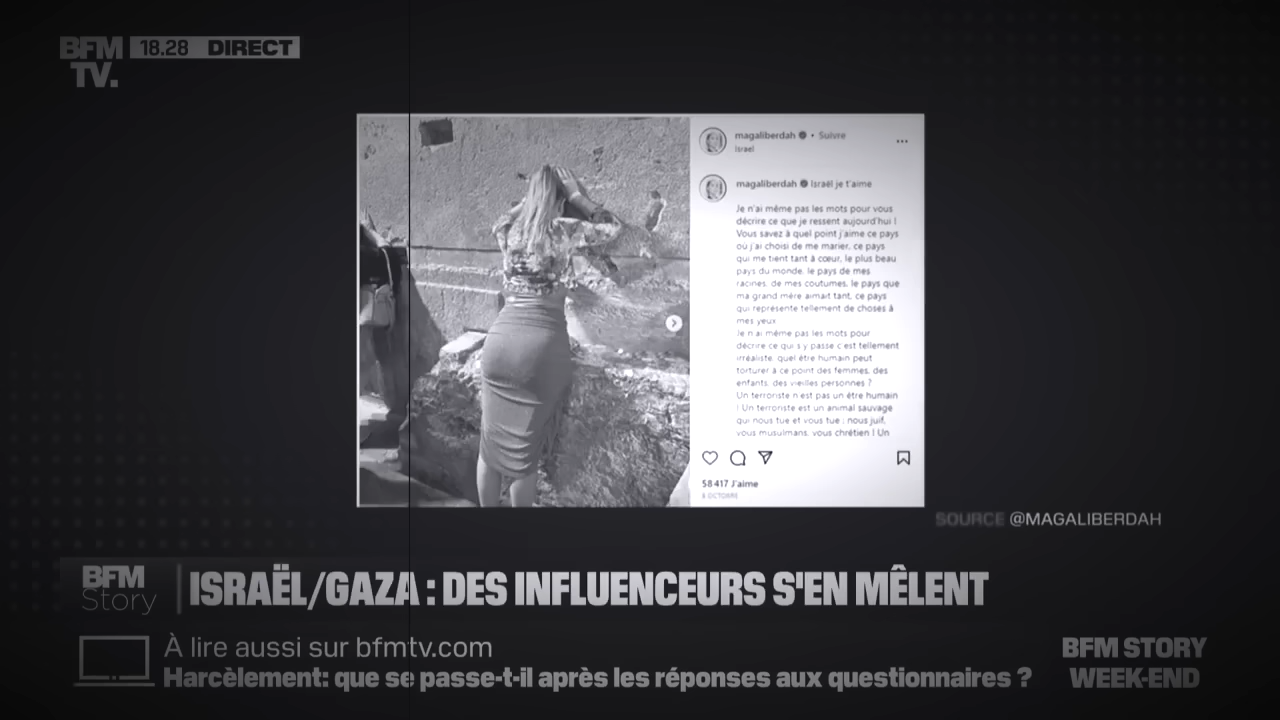 BFM
TV.
18.28 DIRECT
magaliberdah • Suivre
Israel
magaliberdah Israël je t'aime
Je n'ai même pas les mots pour vous
décrire ce que je ressent aujourd'hui !
Vous savez à quel point j'aime ce pays
où j'ai choisi de me marier, ce pays
qui me tient tant à cœur, le plus beau
pays du monde, le pays de mes
racines, de mes coutumes, le pays que
ma grand mère aimait tant, ce pays
qui représente tellement de choses à
mes yeux
Je n'ai même pas les mots pour
décrire ce qui s'y passe c'est tellement
irréaliste, quel être humain peut
torturer à ce point des femmes, des
enfants, des vieilles personnes ?
Un terroriste n'est pas un être humain
! Un terroriste est un animal sauvage
qui nous tue et vous tue ; nous juif,
vous musulmans, vous chrétien ! Un
58 417 J'aime
8 OCTOBRE
SOURCE @MAGALIBERDAH
BFM
Story
ISRAËL/GAZA : DES INFLUENCEURS S'EN MÊLENT
À lire aussi sur bfmtv.com
Harcèlement: que se passe-t-il après les réponses aux questionnaires ?
BFM STORY
WEEK-END